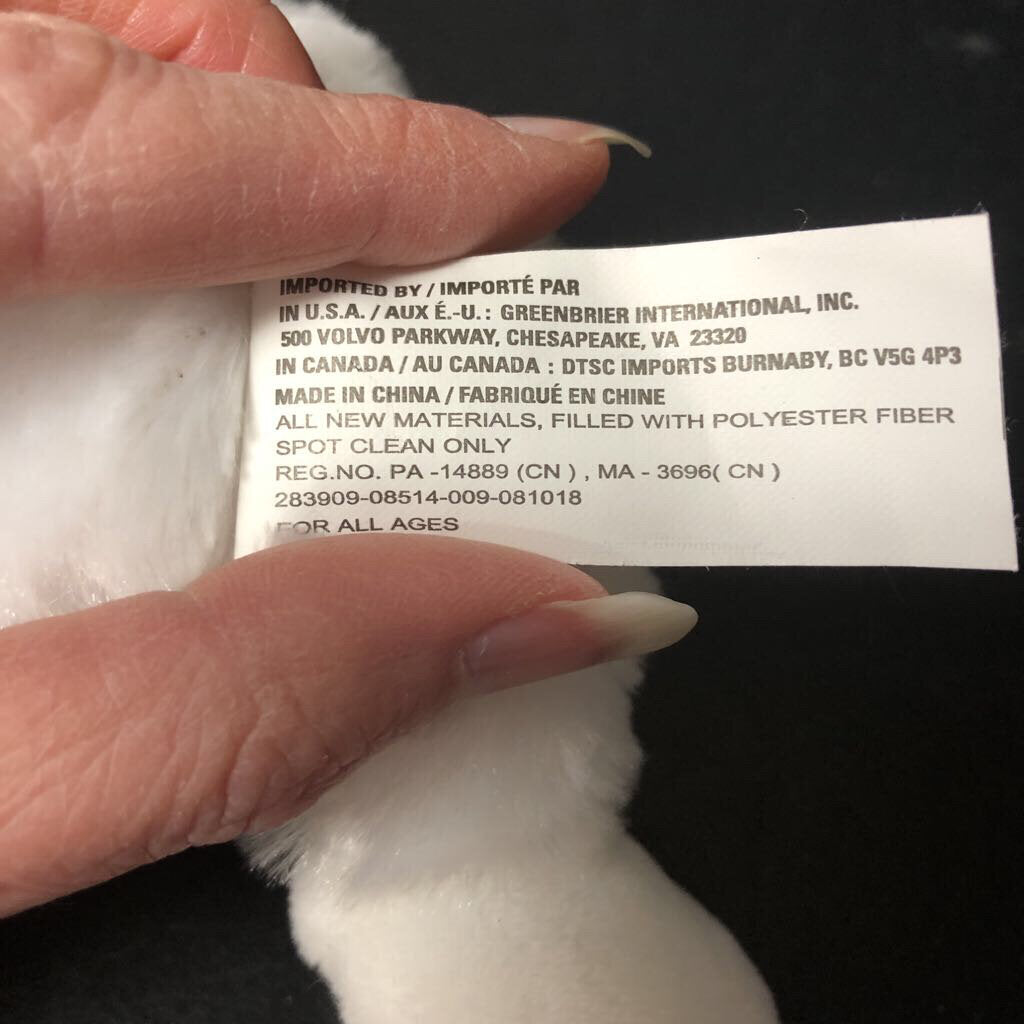 IMPORTED BY / IMPORTÉ PAR
IN U.S.A. / AUX É.-U. : GREENBRIER INTERNATIONAL, INC.
500 VOLVO PARKWAY, CHESAPEAKE, VA 23320
IN CANADA / AU CANADA : DTSC IMPORTS BURNABY, BC V5G 4P3
MADE IN CHINA / FABRIQUÉ EN CHINE
ALL NEW MATERIALS, FILLED WITH POLYESTER FIBER
SPOT CLEAN ONLY
REG.NO. PA -14889 (CN ) , MA - 3696( CN )
283909-08514-009-081018
FOR ALL AGES